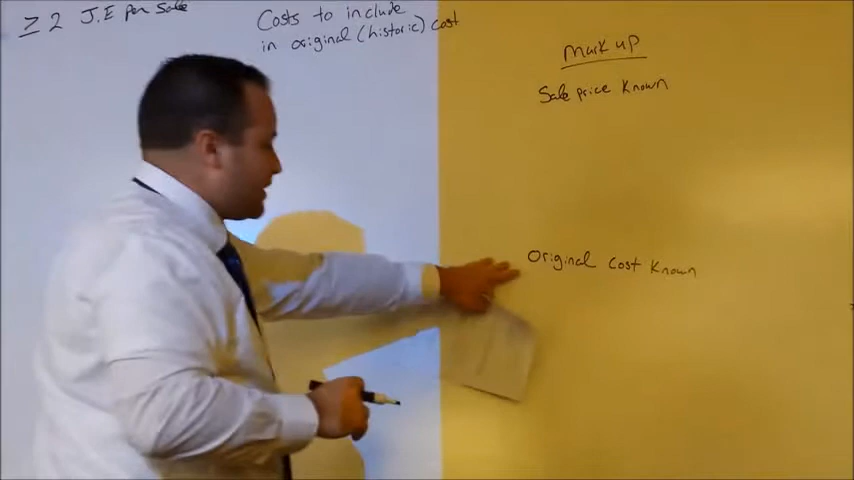 ≥ 2 J.E per Sale
Costs to include
in original (historic) cost
Mark up
Sale price Known
Original cost Known